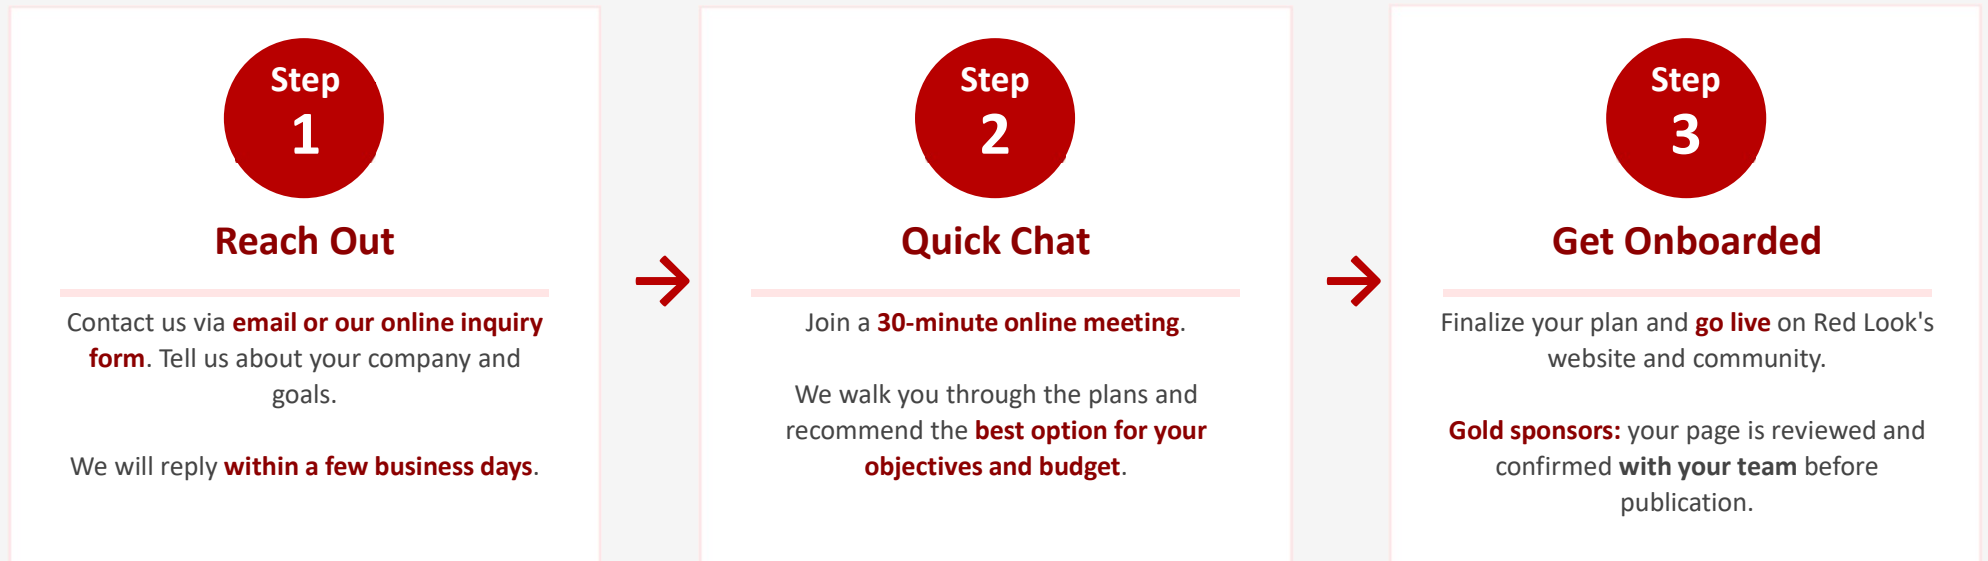 Step
1
Reach Out
Contact us via email or our online inquiry
form. Tell us about your company and
goals.
We will reply within a few business days.
Step
2
Quick Chat
Join a 30-minute online meeting.
We walk you through the plans and
recommend the best option for your
objectives and budget.
Step
3
Get Onboarded
Finalize your plan and go live on Red Look's
website and community.
Gold sponsors: your page is reviewed and
confirmed with your team before
publication.